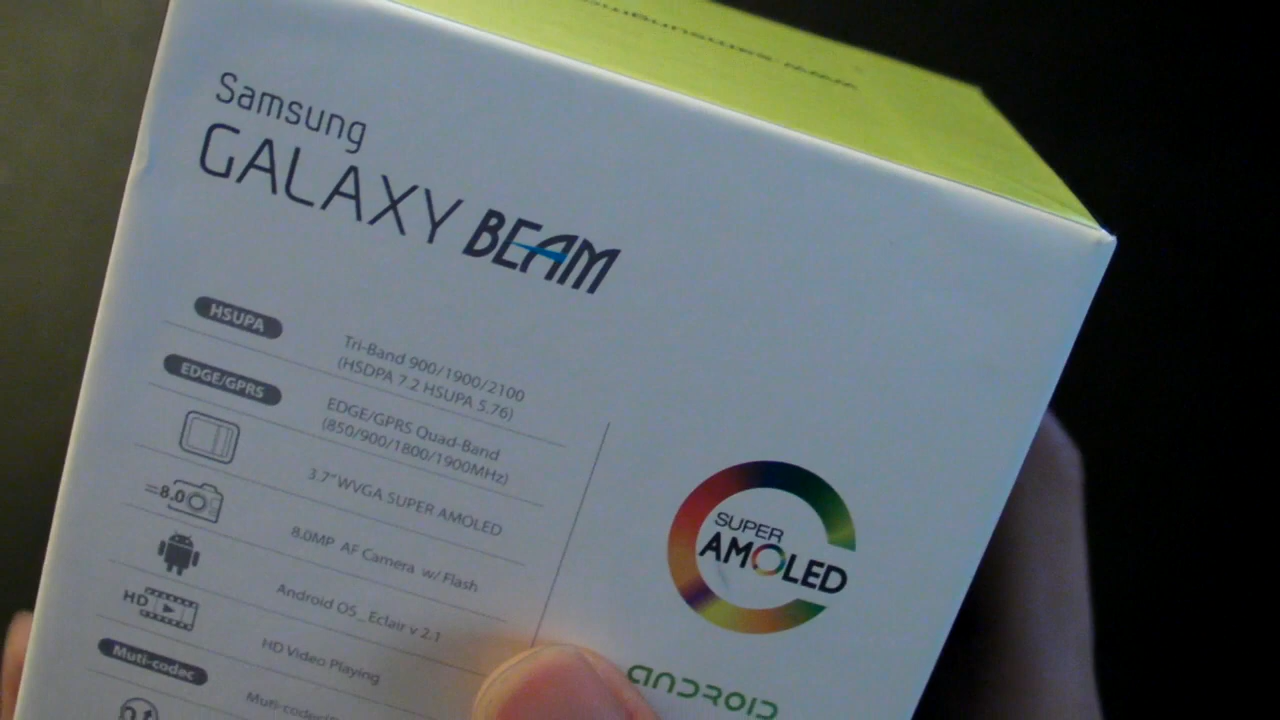 Samsung
GALAXY BEAM
HSUPA
Tri-Band 900/1900/2100
(HSDPA 7.2 HSUPA 5.76)
EDGE/GPRS
EDGE/GPRS Quad-Band
(850/900/1800/1900MHz)
3.7" WVGA SUPER AMOLED
=8.0
8.0MP AF Camera w/ Flash
Android OS_ Eclair v 2.1
HD
HD Video Playing
Muti-codec
SUPER
AMOLED
ANDROID